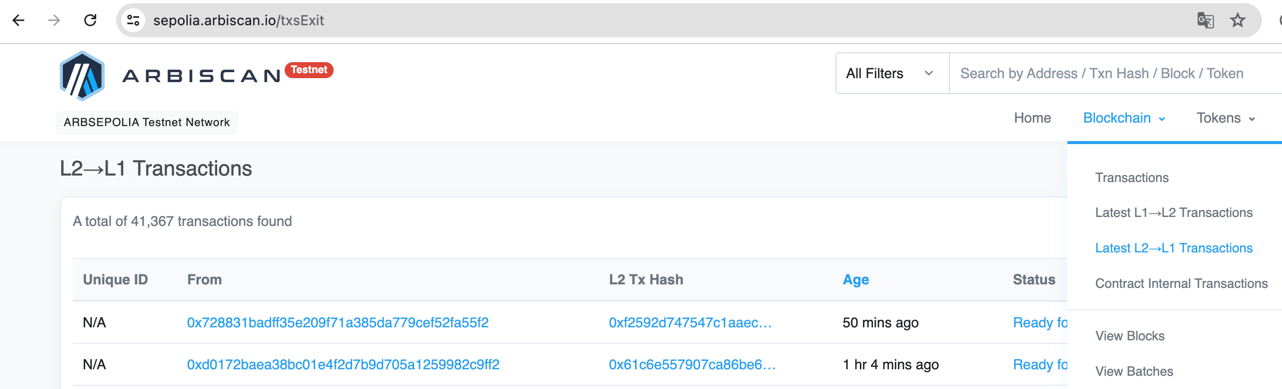 sepolia.arbiscan.io/txsExit
ARBISCAN Testnet
All Filters
Search by Address / Txn Hash / Block / Token
ARBSEPOLIA Testnet Network
Home
Blockchain
Tokens
L2→L1 Transactions
A total of 41,367 transactions found
Transactions
Latest L1→L2 Transactions
Latest L2→L1 Transactions
Contract Internal Transactions
View Blocks
View Batches
Unique ID From L2 Tx Hash Age Status
N/A 0x728831badff35e209f71a385da779cef52fa55f2 0xf2592d747547c1aaec... 50 mins ago Ready fo
N/A 0xd0172baea38bc01e4f2d7b9d705a1259982c9ff2 0x61c6e557907ca86be6... 1 hr 4 mins ago Ready fo